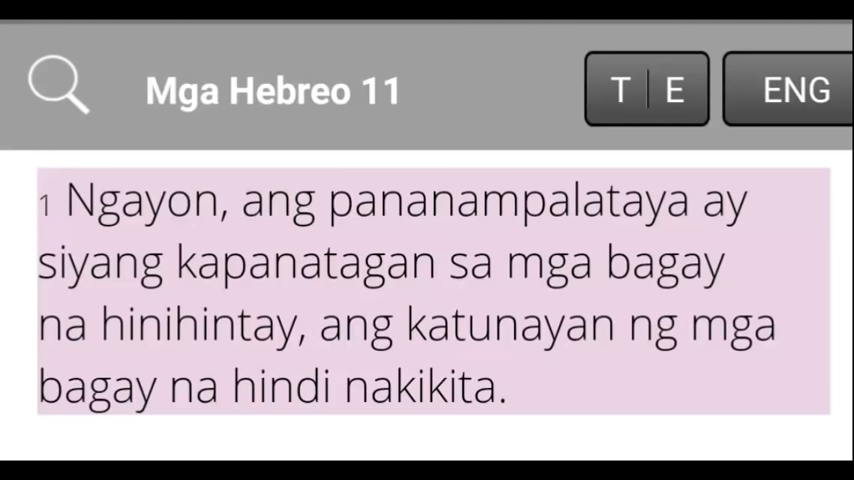 Mga Hebreo 11
T | E
ENG
1 Ngayon, ang pananampalataya ay
siyang kapanatagan sa mga bagay
na hinihintay, ang katunayan ng mga
bagay na hindi nakikita.